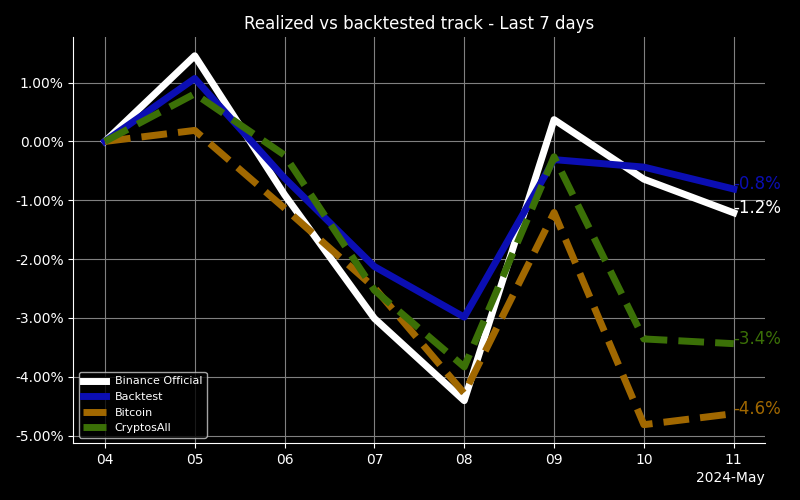 Realized vs backtested track - Last 7 days
1.00%
0.00%
-1.00%
-2.00%
-3.00%
-4.00%
-5.00%
-0.8%
-1.2%
-3.4%
-4.6%
Binance Official
Backtest
Bitcoin
CryptosAll
04 05 06 07 08 09 10 11
2024-May